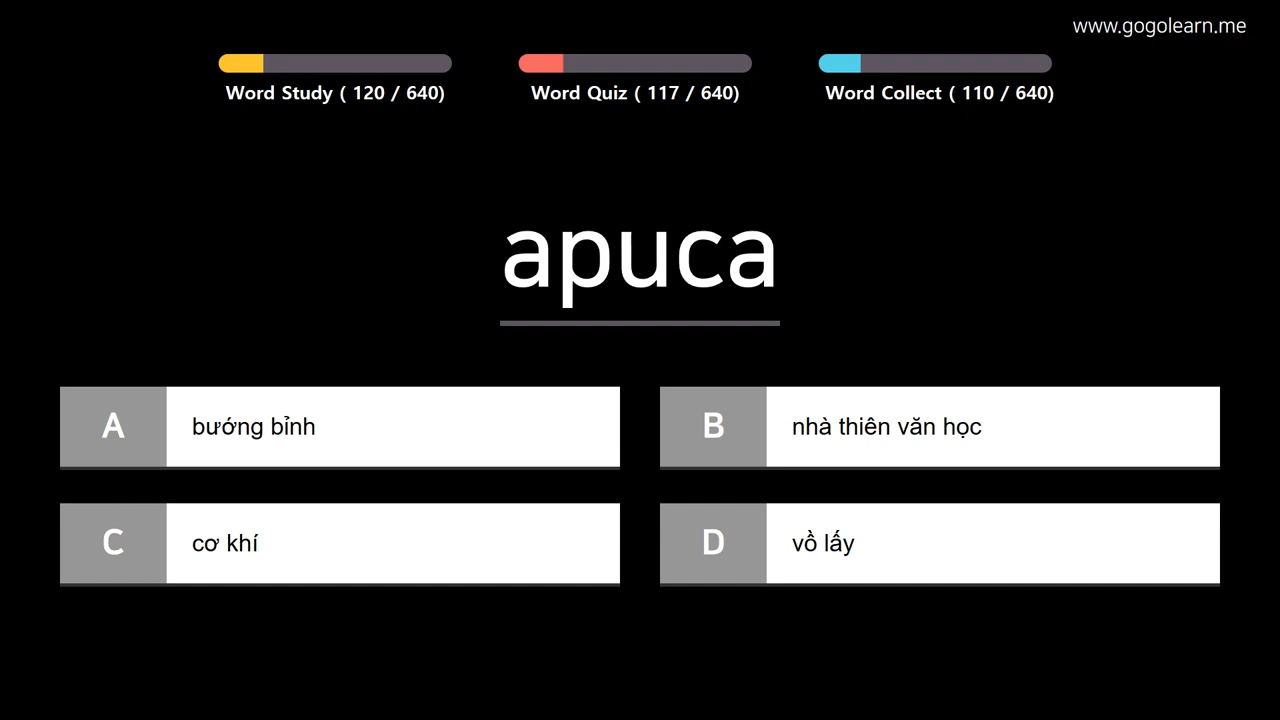 www.gogolearn.me
Word Study ( 120 / 640)
Word Quiz ( 117 / 640)
Word Collect ( 110 / 640)
apuca
A bướng bỉnh
B nhà thiên văn học
C cơ khí
D vồ lấy